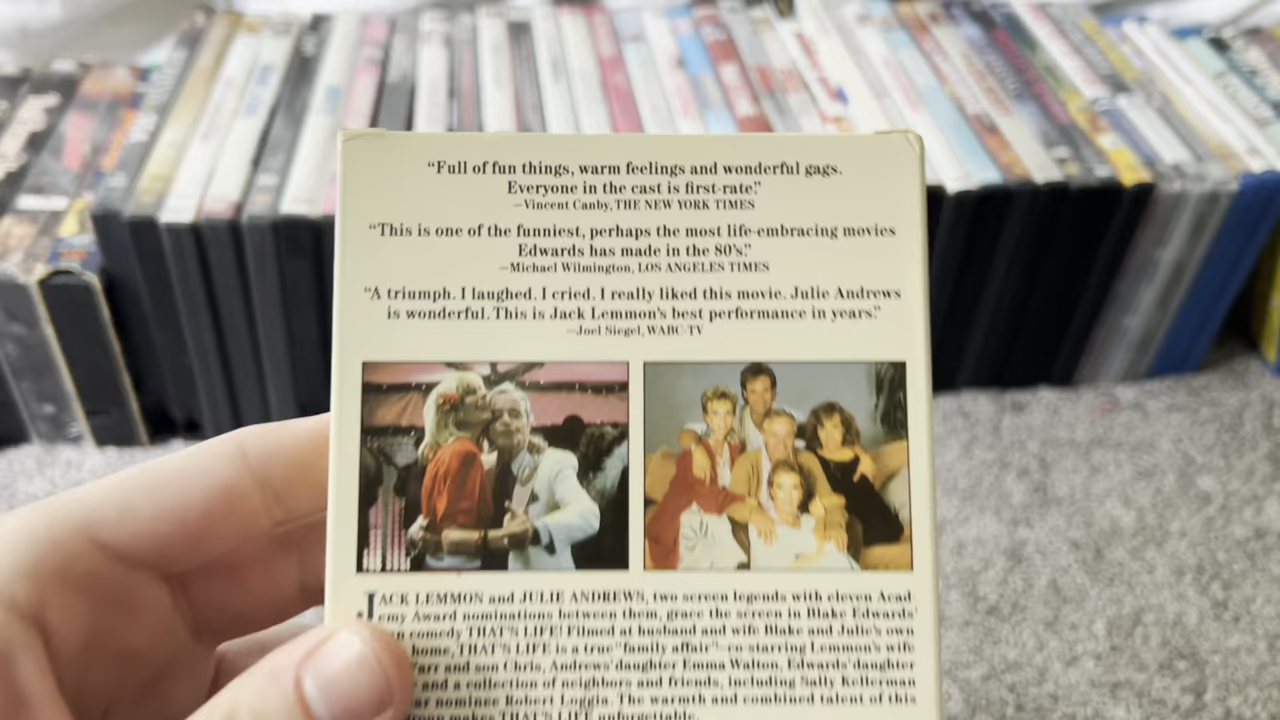 “Full of fun things, warm feelings and wonderful gags.
Everyone in the cast is first-rate.”
—Vincent Canby, THE NEW YORK TIMES
“This is one of the funniest, perhaps the most life-embracing movies
Edwards has made in the 80's.”
—Michael Wilmington, LOS ANGELES TIMES
“A triumph. I laughed. I cried. I really liked this movie. Julie Andrews
is wonderful. This is Jack Lemmon's best performance in years.”
—Joel Siegel, WABC-TV
JACK LEMMON and JULIE ANDREWS, two screen legends with eleven Acad
emy Award nominations between them, grace the screen in Blake Edwards'
comedy THAT'S LIFE! Filmed at husband and wife Blake and Julie's own
home, THAT'S LIFE is a true "family affair"—co-starring Lemmon's wife
and son Chris, Andrews' daughter Emma Walton, Edwards' daughter
and a collection of neighbors and friends, including Sally Kellerman
nominee Robert Loggia. The warmth and combined talent of this
makes THAT'S LIFE unforgettable.